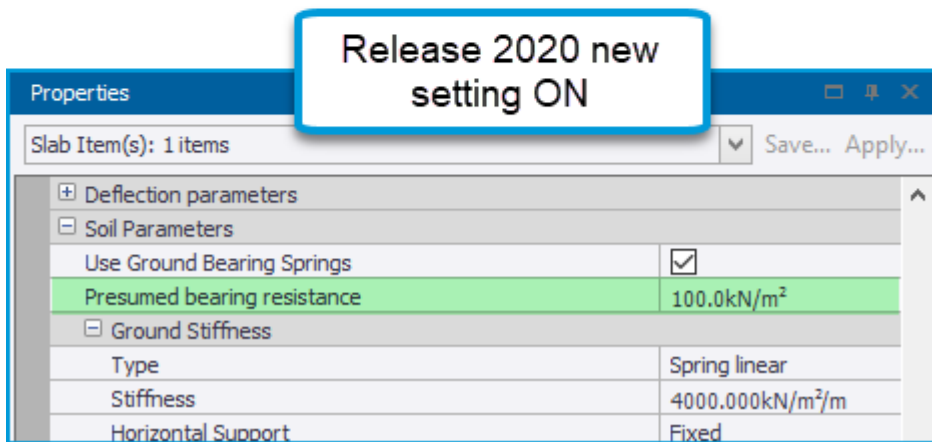 Release 2020 new
setting ON
Properties
Slab Item(s): 1 items
Save... Apply...
Deflection parameters
Soil Parameters
Use Ground Bearing Springs
Presumed bearing resistance 100.0kN/m²
Ground Stiffness
Type Spring linear
Stiffness 4000.000kN/m²/m
Horizontal Support Fixed